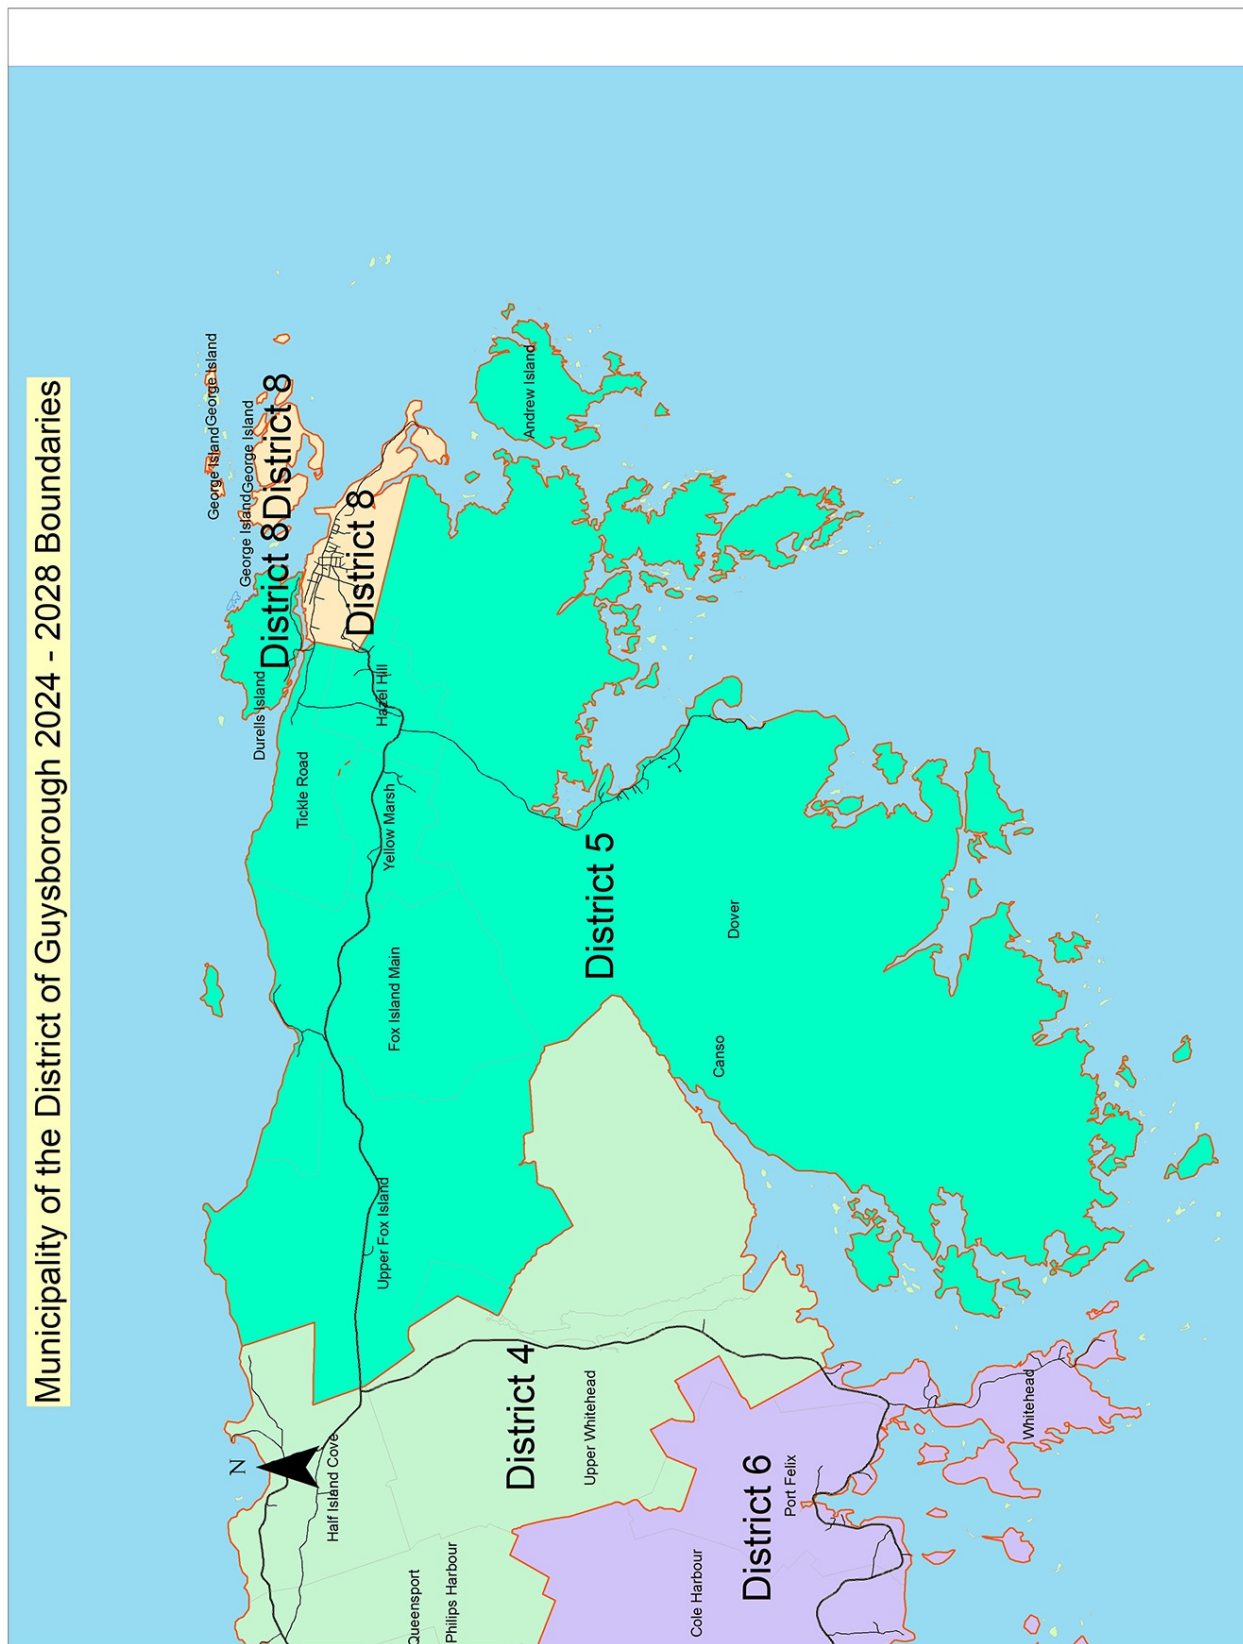 Municipality of the District of Guysborough 2024 - 2028 Boundaries
George Island
George Island
George Island
George Island
District 8
District 8
District 8
Andrew Island
Durells Island
Hazel Hill
Tickle Road
Yellow Marsh
District 5
Dover
Fox Island Main
Canso
Upper Fox Island
N
Half Island Cove
District 4
Upper Whitehead
Whitehead
District 6
Port Felix
Cole Harbour
Queensport
Philips Harbour